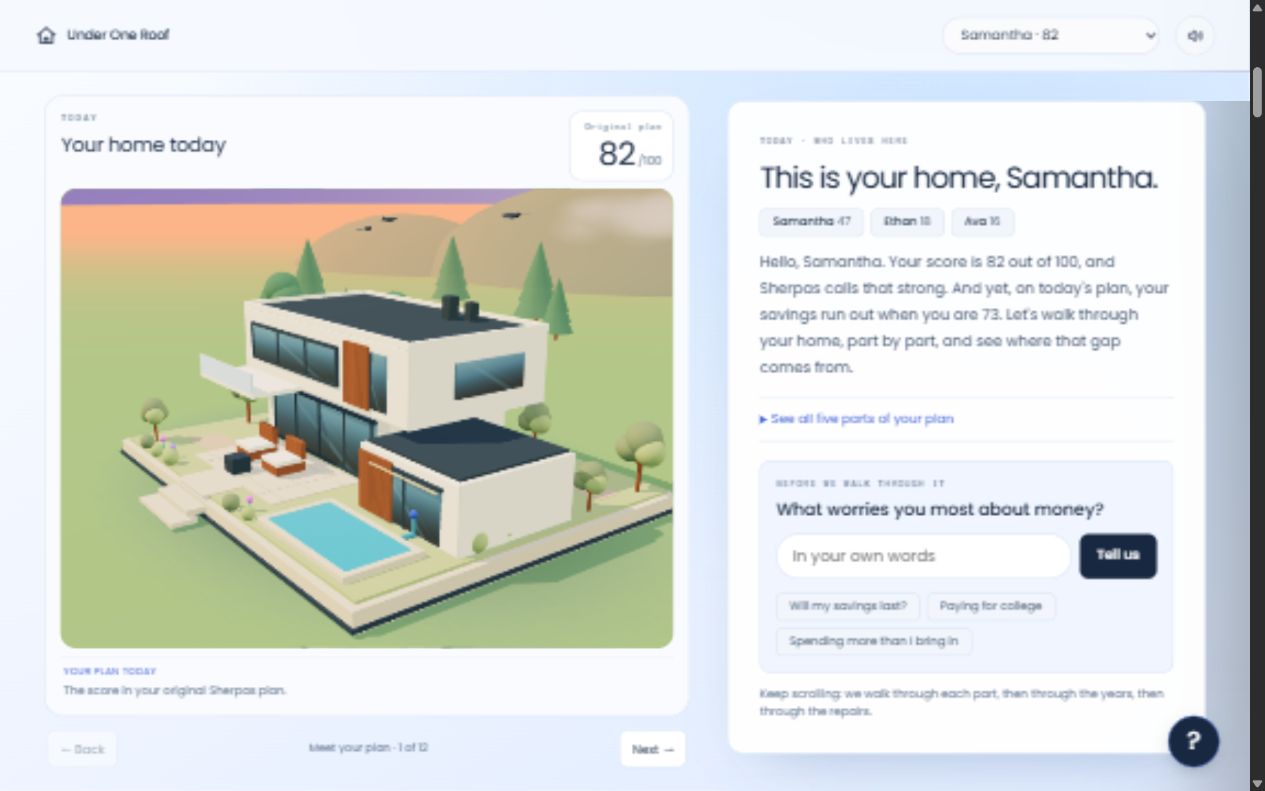 Under One Roof
Samantha · 82
TODAY
Your home today
Original plan
82 /100
YOUR PLAN TODAY
The score in your original Sherpas plan.
← Back
Meet your plan · 1 of 12
Next →
TODAY · WHO LIVES HERE
This is your home, Samantha.
Samantha 47 Ethan 18 Ava 16
Hello, Samantha. Your score is 82 out of 100, and
Sherpas calls that strong. And yet, on today's plan, your
savings run out when you are 73. Let's walk through
your home, part by part, and see where that gap
comes from.
▸ See all five parts of your plan
BEFORE WE WALK THROUGH IT
What worries you most about money?
In your own words
Tell us
Will my savings last? Paying for college
Spending more than I bring in
Keep scrolling: we walk through each part, then through the years, then
through the repairs.
?